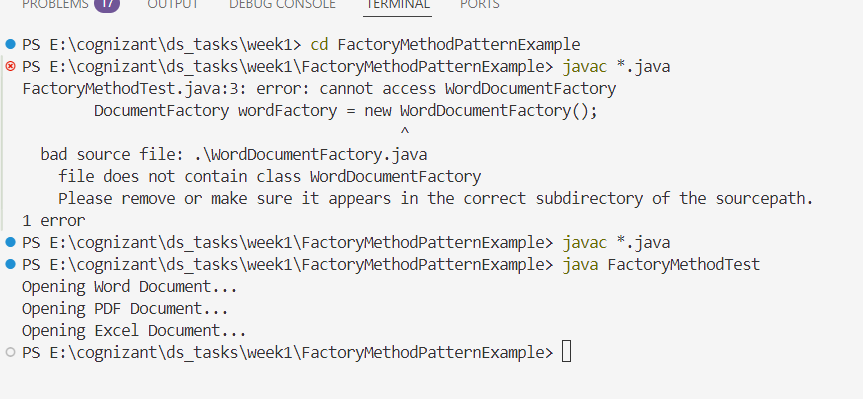 PROBLEMS 17 OUTPUT DEBUG CONSOLE TERMINAL PORTS
PS E:\cognizant\ds_tasks\week1> cd FactoryMethodPatternExample
PS E:\cognizant\ds_tasks\week1\FactoryMethodPatternExample> javac *.java
FactoryMethodTest.java:3: error: cannot access WordDocumentFactory
        DocumentFactory wordFactory = new WordDocumentFactory();
                                          ^
  bad source file: .\WordDocumentFactory.java
    file does not contain class WordDocumentFactory
    Please remove or make sure it appears in the correct subdirectory of the sourcepath.
1 error
PS E:\cognizant\ds_tasks\week1\FactoryMethodPatternExample> javac *.java
PS E:\cognizant\ds_tasks\week1\FactoryMethodPatternExample> java FactoryMethodTest
Opening Word Document...
Opening PDF Document...
Opening Excel Document...
PS E:\cognizant\ds_tasks\week1\FactoryMethodPatternExample>